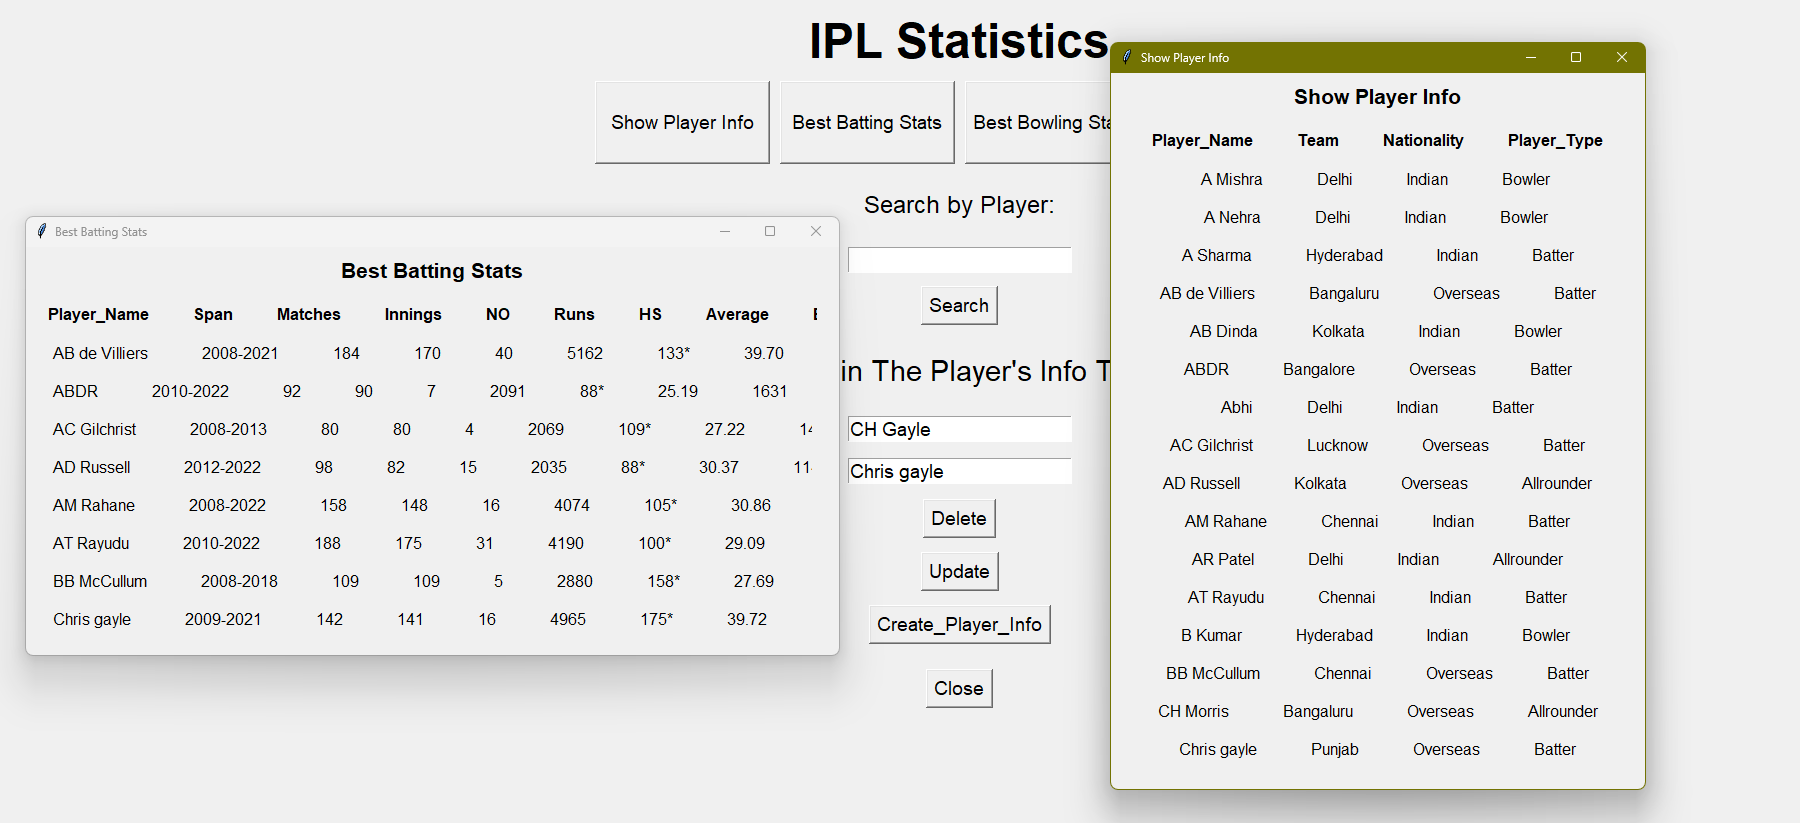 IPL Statistics
Show Player Info Best Batting Stats Best Bowling Sta
Search by Player:
Search
in The Player's Info T
CH Gayle
Chris gayle
Delete
Update
Create_Player_Info
Close
Best Batting Stats
Best Batting Stats
Player_Name Span Matches Innings NO Runs HS Average
AB de Villiers 2008-2021 184 170 40 5162 133* 39.70
ABDR 2010-2022 92 90 7 2091 88* 25.19 1631
AC Gilchrist 2008-2013 80 80 4 2069 109* 27.22 14
AD Russell 2012-2022 98 82 15 2035 88* 30.37 11
AM Rahane 2008-2022 158 148 16 4074 105* 30.86
AT Rayudu 2010-2022 188 175 31 4190 100* 29.09
BB McCullum 2008-2018 109 109 5 2880 158* 27.69
Chris gayle 2009-2021 142 141 16 4965 175* 39.72
Show Player Info
Show Player Info
Player_Name Team Nationality Player_Type
A Mishra Delhi Indian Bowler
A Nehra Delhi Indian Bowler
A Sharma Hyderabad Indian Batter
AB de Villiers Bangaluru Overseas Batter
AB Dinda Kolkata Indian Bowler
ABDR Bangalore Overseas Batter
Abhi Delhi Indian Batter
AC Gilchrist Lucknow Overseas Batter
AD Russell Kolkata Overseas Allrounder
AM Rahane Chennai Indian Batter
AR Patel Delhi Indian Allrounder
AT Rayudu Chennai Indian Batter
B Kumar Hyderabad Indian Bowler
BB McCullum Chennai Overseas Batter
CH Morris Bangaluru Overseas Allrounder
Chris gayle Punjab Overseas Batter